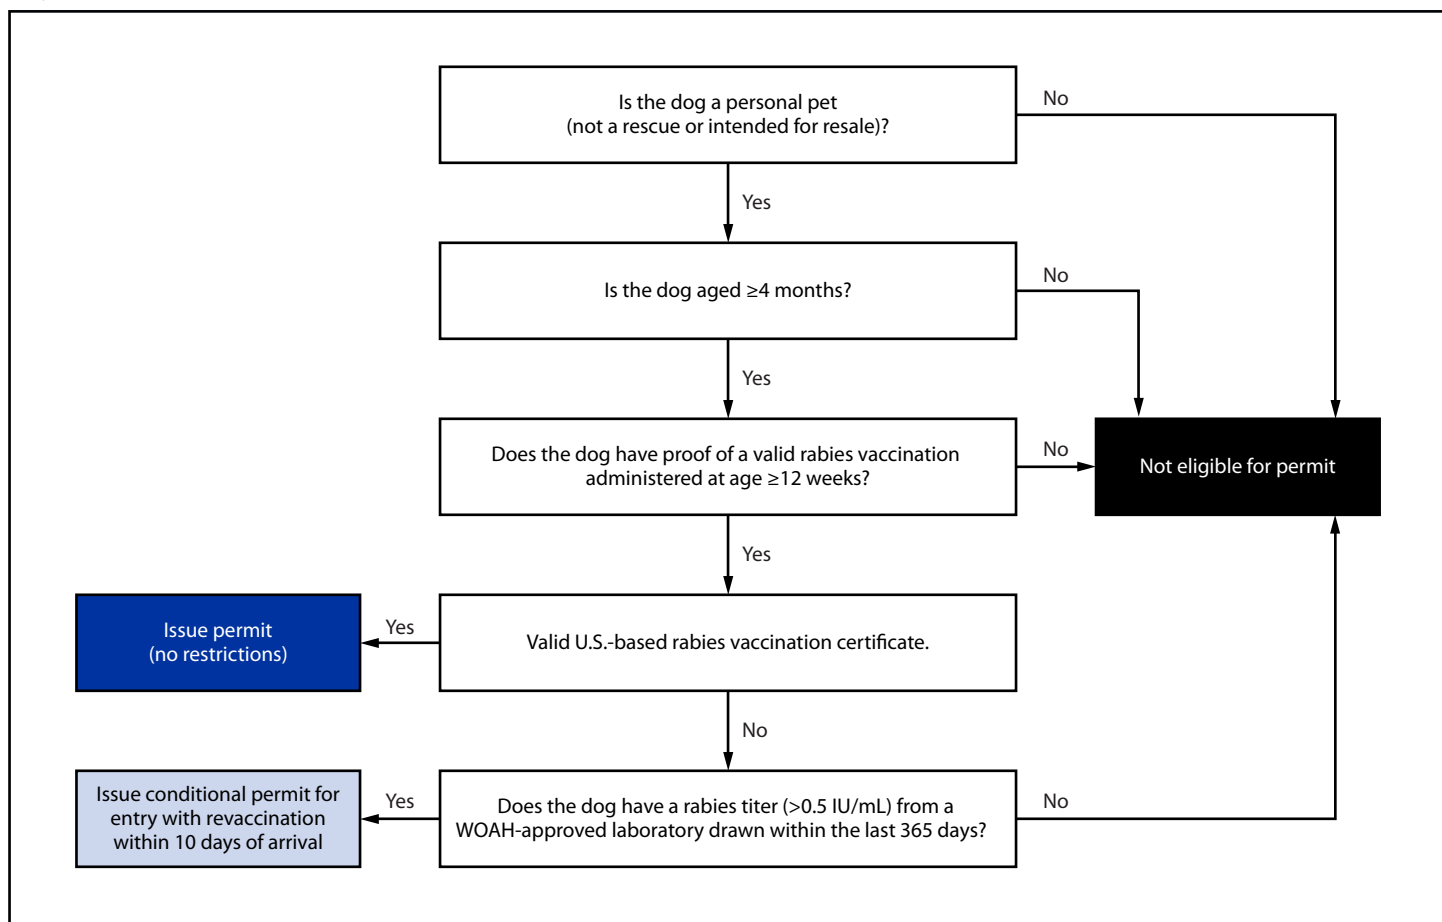 Is the dog a personal pet
(not a rescue or intended for resale)?
No
Yes
Is the dog aged ≥4 months?
No
Yes
Does the dog have proof of a valid rabies vaccination
administered at age ≥12 weeks?
No
Not eligible for permit
Yes
Issue permit
(no restrictions)
Yes
Valid U.S.-based rabies vaccination certificate.
No
Issue conditional permit for
entry with revaccination
within 10 days of arrival
Yes
Does the dog have a rabies titer (>0.5 IU/mL) from a
WOAH-approved laboratory drawn within the last 365 days?
No